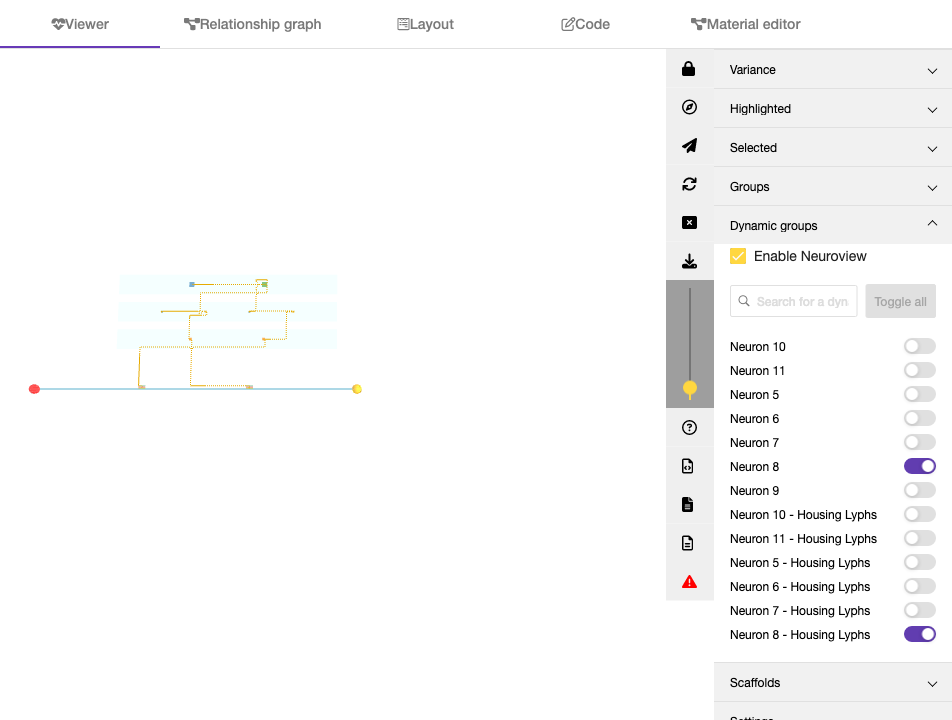 Viewer Relationship graph Layout Code Material editor
Variance
Highlighted
Selected
Groups
Dynamic groups
Enable Neuroview
Search for a dyn Toggle all
Neuron 10
Neuron 11
Neuron 5
Neuron 6
Neuron 7
Neuron 8
Neuron 9
Neuron 10 - Housing Lyphs
Neuron 11 - Housing Lyphs
Neuron 5 - Housing Lyphs
Neuron 6 - Housing Lyphs
Neuron 7 - Housing Lyphs
Neuron 8 - Housing Lyphs
Scaffolds
Settings